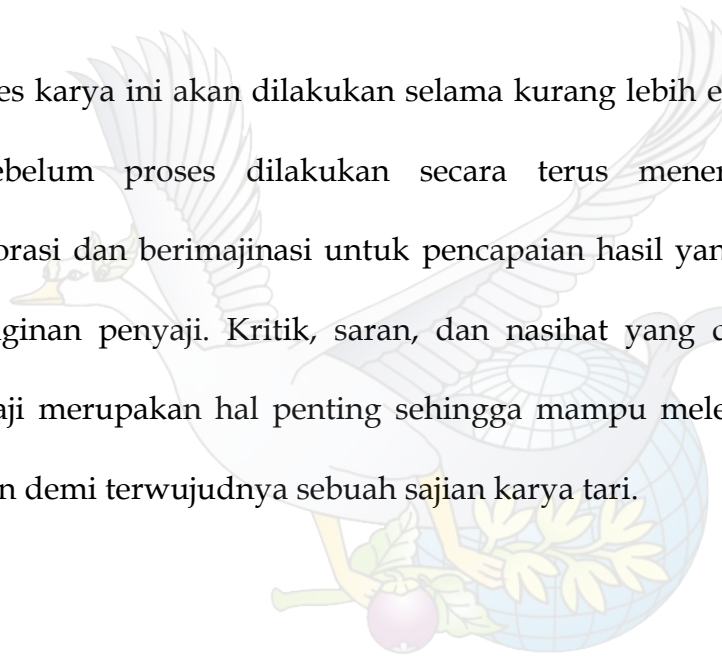 es karya ini akan dilakukan selama kurang lebih e
ebelum proses dilakukan secara terus mener
orasi dan berimajinasi untuk pencapaian hasil yan
ginan penyaji. Kritik, saran, dan nasihat yang
aji merupakan hal penting sehingga mampu mele
n demi terwujudnya sebuah sajian karya tari.